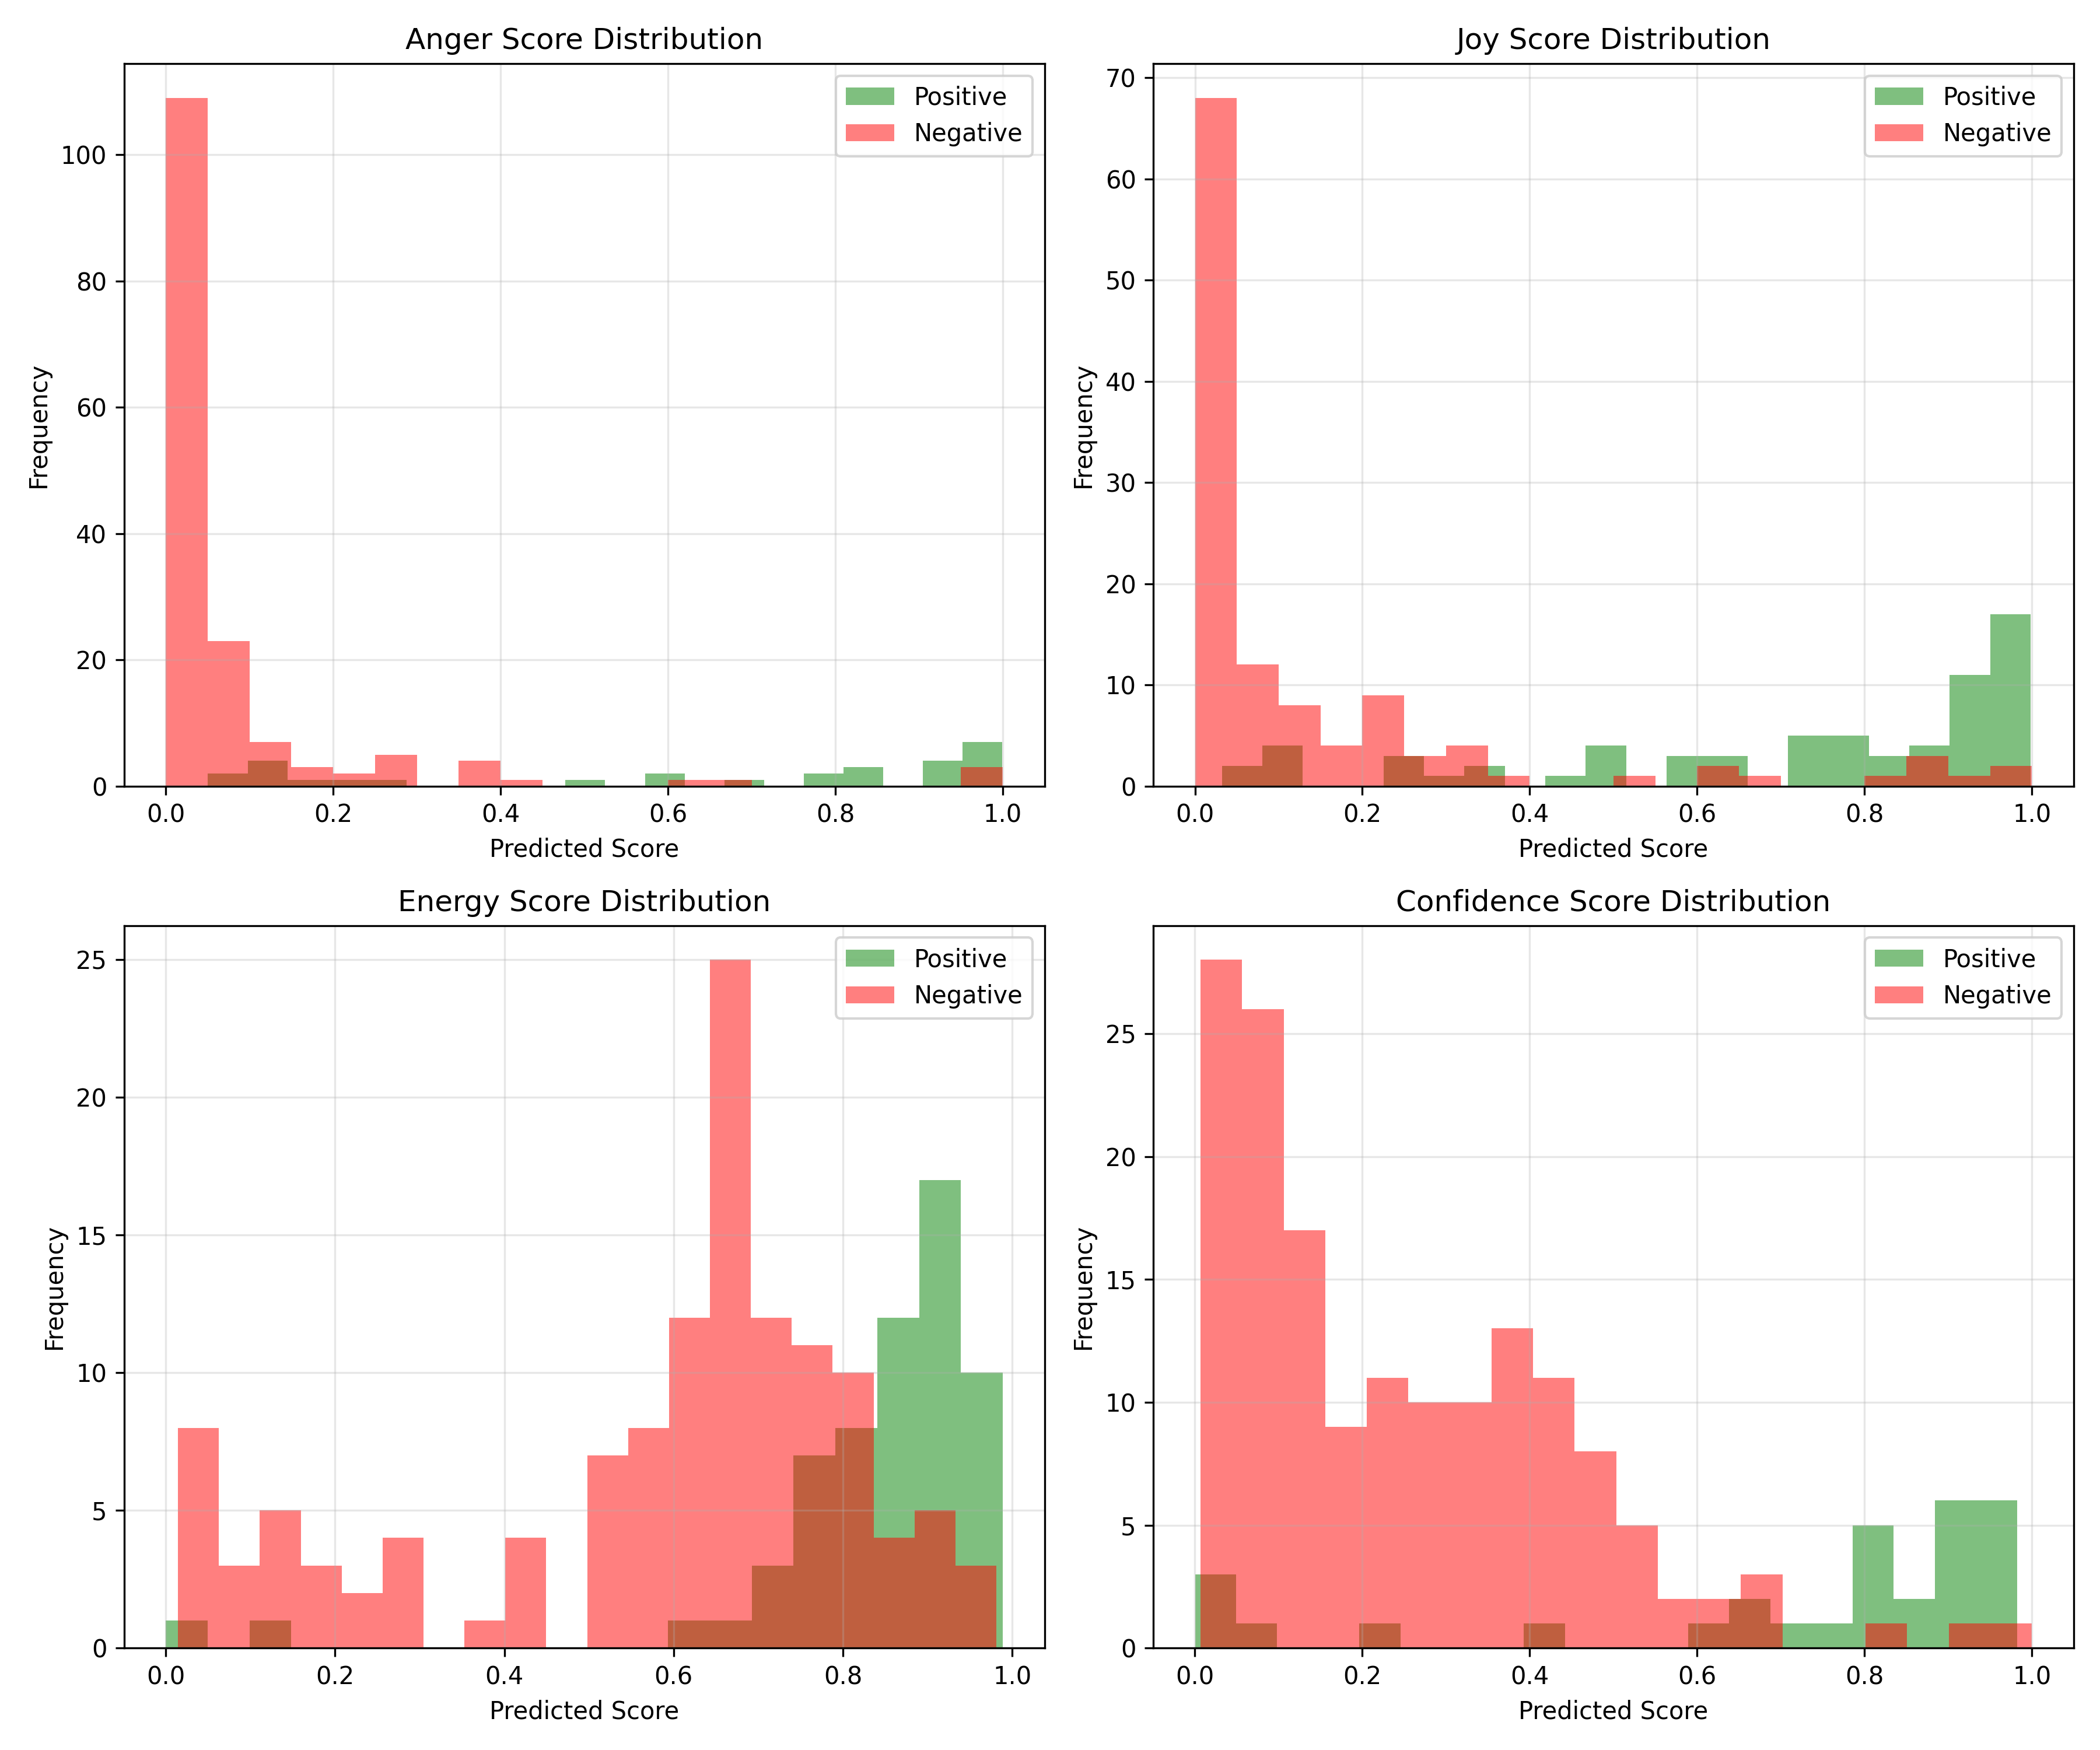 Anger Score Distribution
Positive
Negative
100
80
60
40
20
0
Frequency
0.0 0.2 0.4 0.6 0.8 1.0
Predicted Score
Joy Score Distribution
Positive
Negative
70
60
50
40
30
20
10
0
Frequency
0.0 0.2 0.4 0.6 0.8 1.0
Predicted Score
Energy Score Distribution
Positive
Negative
25
20
15
10
5
0
Frequency
0.0 0.2 0.4 0.6 0.8 1.0
Predicted Score
Confidence Score Distribution
Positive
Negative
25
20
15
10
5
0
Frequency
0.0 0.2 0.4 0.6 0.8 1.0
Predicted Score